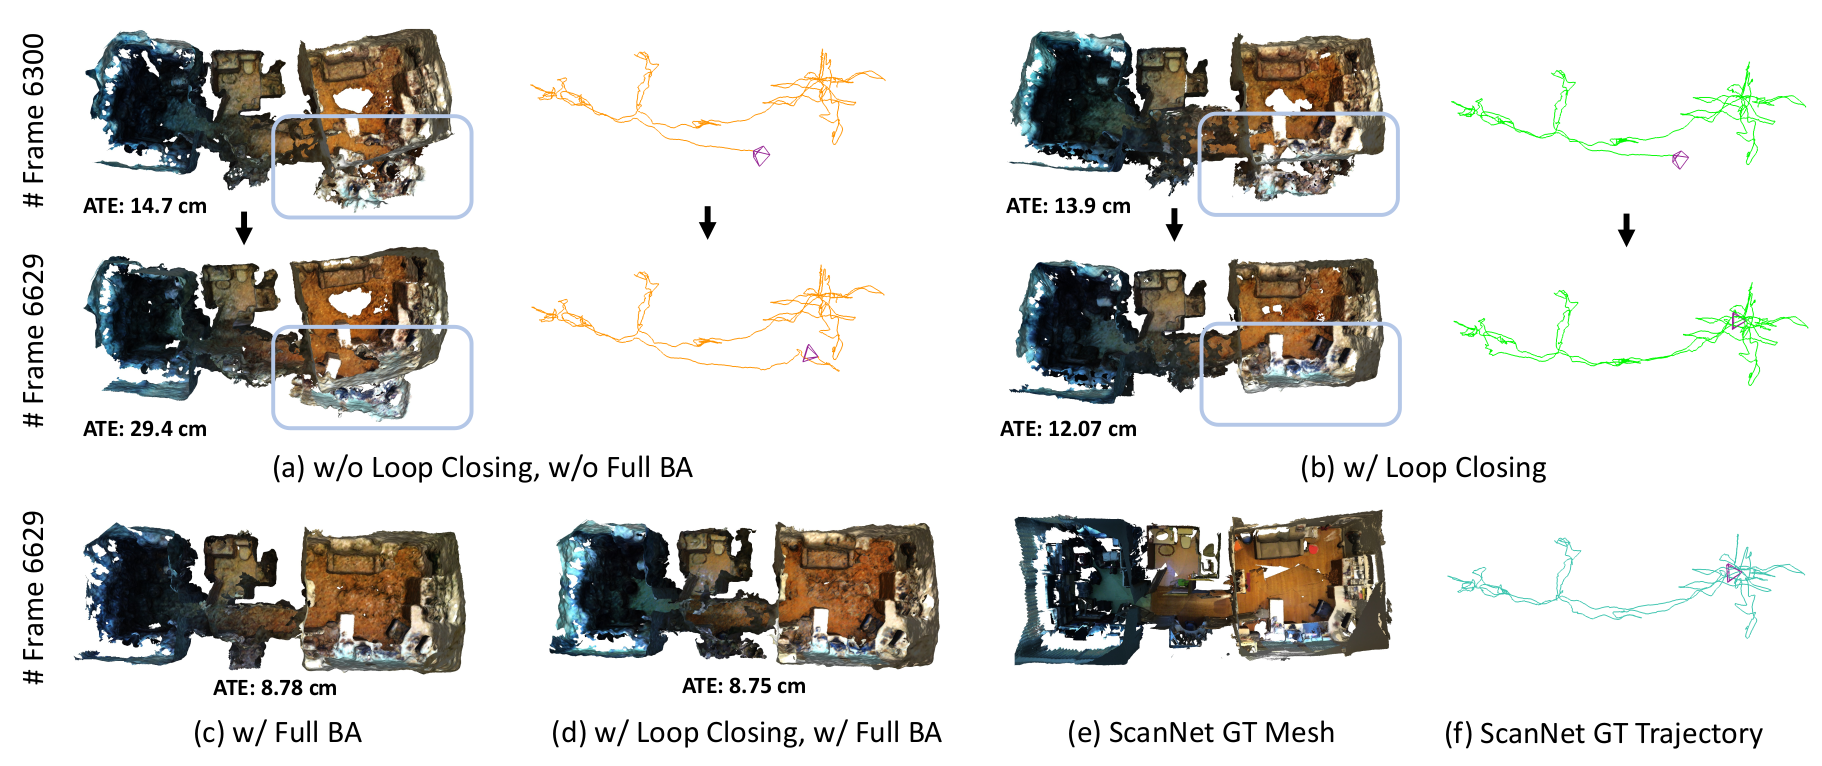 # Frame 6300
ATE: 14.7 cm
ATE: 13.9 cm
# Frame 6629
ATE: 29.4 cm
ATE: 12.07 cm
(a) w/o Loop Closing, w/o Full BA
(b) w/ Loop Closing
# Frame 6629
ATE: 8.78 cm
ATE: 8.75 cm
(c) w/ Full BA
(d) w/ Loop Closing, w/ Full BA
(e) ScanNet GT Mesh
(f) ScanNet GT Trajectory